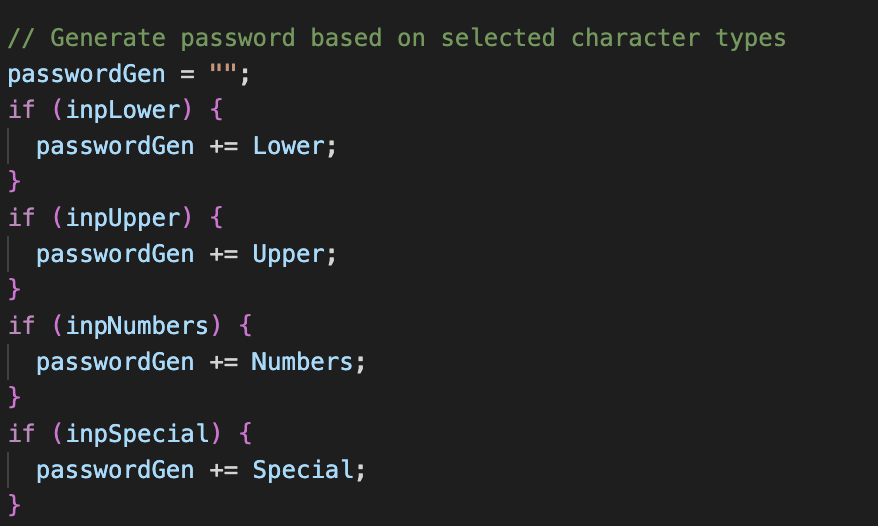 // Generate password based on selected character types
passwordGen = "";
if (inpLower) {
  passwordGen += Lower;
}
if (inpUpper) {
  passwordGen += Upper;
}
if (inpNumbers) {
  passwordGen += Numbers;
}
if (inpSpecial) {
  passwordGen += Special;
}